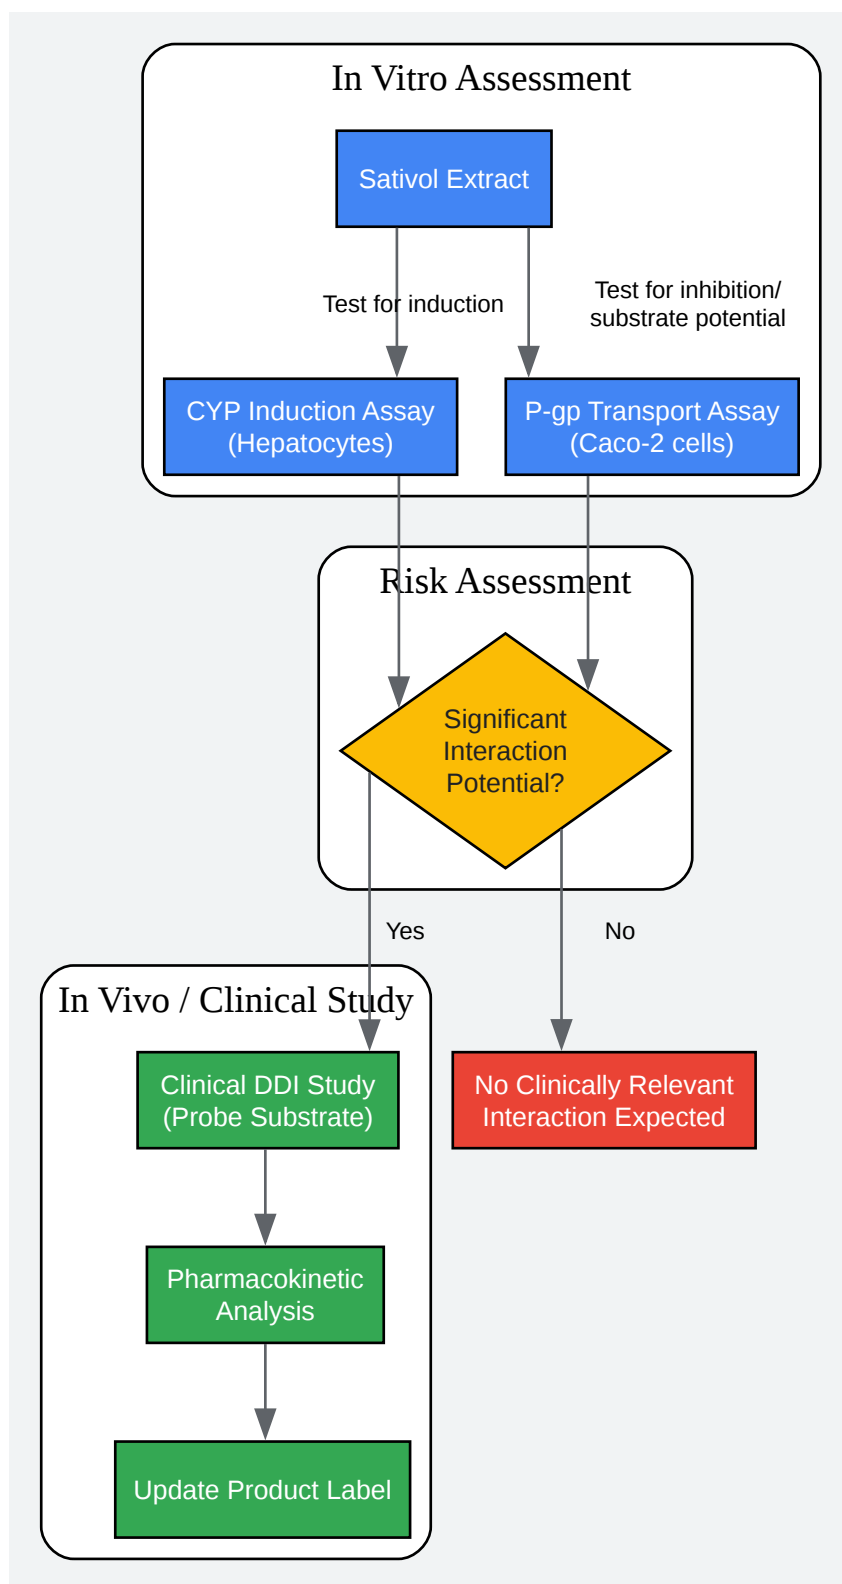 In Vitro Assessment
Sativol Extract
Test for induction
Test for inhibition/
substrate potential
CYP Induction Assay
(Hepatocytes)
P-gp Transport Assay
(Caco-2 cells)
Risk Assessment
Significant
Interaction
Potential?
Yes
No
In Vivo / Clinical Study
Clinical DDI Study
(Probe Substrate)
No Clinically Relevant
Interaction Expected
Pharmacokinetic
Analysis
Update Product Label